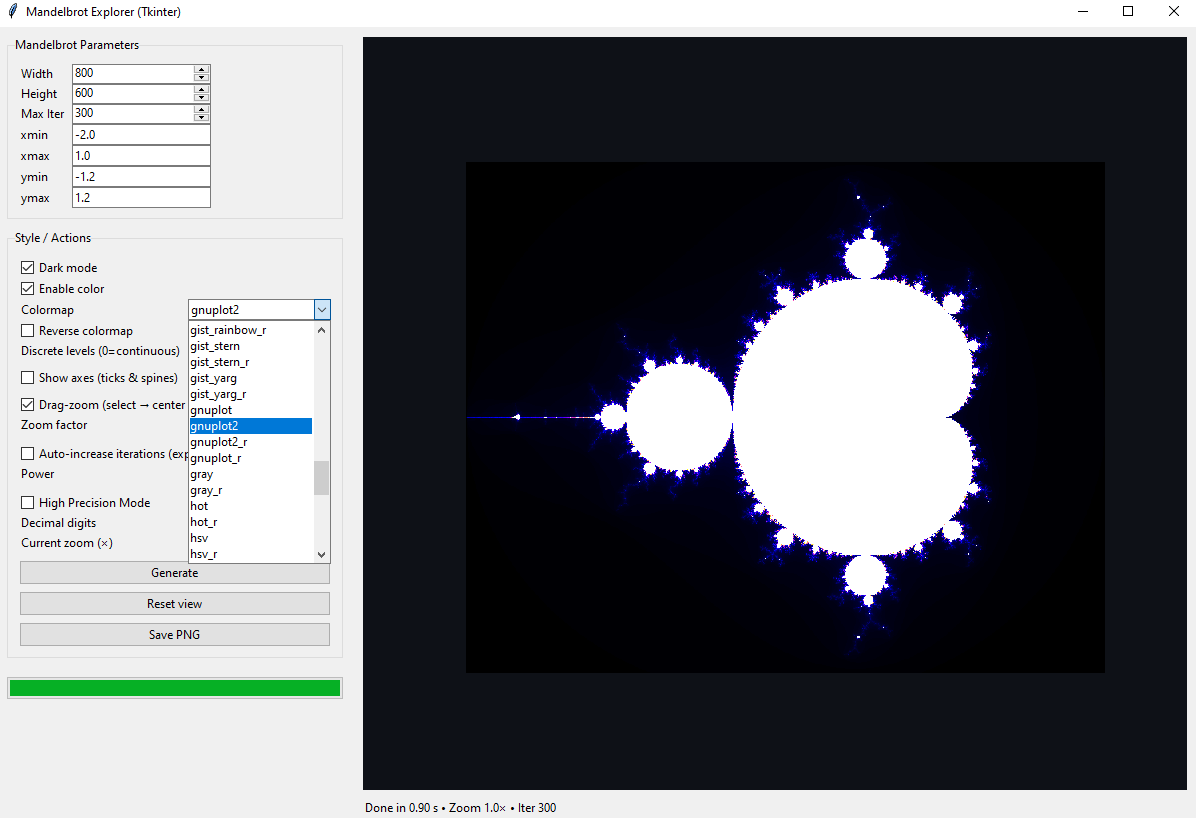 Mandelbrot Explorer (Tkinter)
Mandelbrot Parameters
Width 800
Height 600
Max Iter 300
xmin -2.0
xmax 1.0
ymin -1.2
ymax 1.2
Style / Actions
Dark mode
Enable color
Colormap gnuplot2
Reverse colormap
Discrete levels (0=continuous)
Show axes (ticks & spines)
Drag-zoom (select → center
Zoom factor
Auto-increase iterations (exp
Power
High Precision Mode
Decimal digits
Current zoom (×)
gist_rainbow_r
gist_stern
gist_stern_r
gist_yarg
gist_yarg_r
gnuplot
gnuplot2
gnuplot2_r
gnuplot_r
gray
gray_r
hot
hot_r
hsv
hsv_r
Generate
Reset view
Save PNG
Done in 0.90 s • Zoom 1.0× • Iter 300